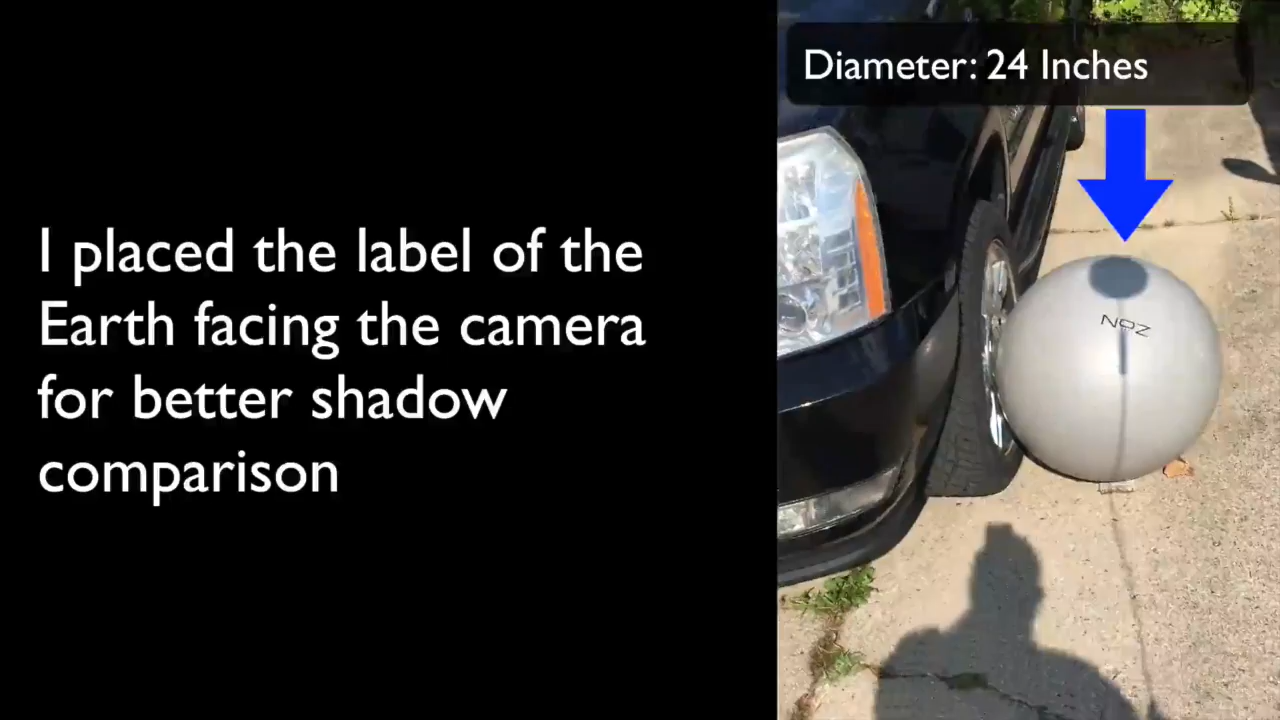 Diameter: 24 Inches
I placed the label of the
Earth facing the camera
for better shadow
comparison
NOZ